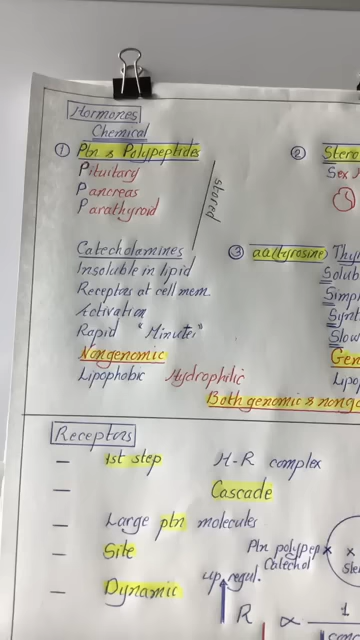 Hormones
Chemical
① Ptn & Polypeptides
Pituitary
Pancreas
Parathyroid
stored
Catecholamines
Insoluble in lipid
Receptors at cell mem
Activation
Rapid "Minutes"
Nongenomic
Lipophobic Hydrophilic
② Stero
Sex
③ aa(tyrosine) Thy
Solub
Simp
Synt
Slow
Gen
Lipo
Both genomic & nongo
Receptors
— 1st step H-R complex
— Cascade
— Large ptn molecules
— Site Ptn polypep x x
Catechol Ste
— Dynamic up regul.
↑ R ∝ 1